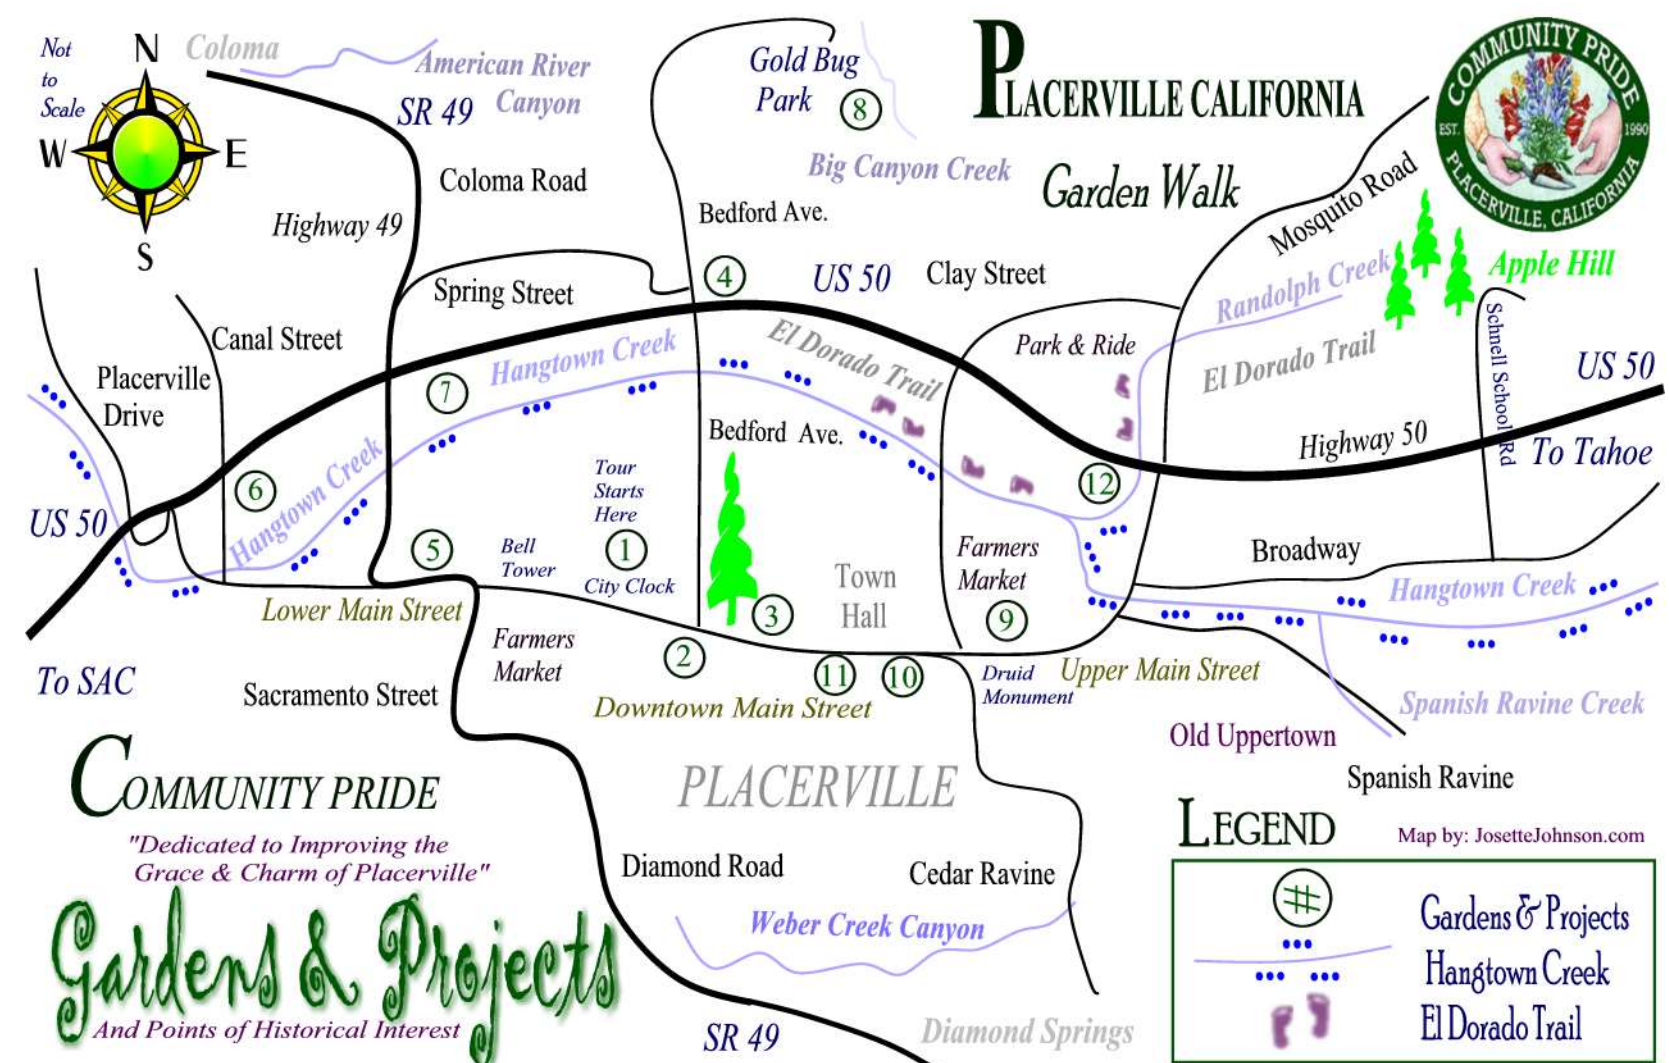 Not
to
Scale
N
W
E
S
Coloma
American River
Canyon
SR 49
Coloma Road
Highway 49
Gold Bug
Park
8
Big Canyon Creek
PLACERVILLE CALIFORNIA
Garden Walk
COMMUNITY PRIDE
EST. 1990
PLACERVILLE, CALIFORNIA
Mosquito Road
Bedford Ave.
4
US 50
Clay Street
Randolph Creek
Apple Hill
Spring Street
Canal Street
Placerville
Drive
Hangtown Creek
7
El Dorado Trail
Park & Ride
El Dorado Trail
Schnell School Rd
US 50
Bedford Ave.
Highway 50
To Tahoe
Tour
Starts
Here
1
City Clock
6
Hangtown Creek
US 50
5
Bell
Tower
12
Town
Hall
3
Farmers
Market
9
Broadway
Hangtown Creek
Lower Main Street
Farmers
Market
2
11
10
Druid
Monument
Upper Main Street
Downtown Main Street
To SAC
Sacramento Street
Spanish Ravine Creek
Old Uppertown
Spanish Ravine
PLACERVILLE
COMMUNITY PRIDE
"Dedicated to Improving the
Grace & Charm of Placerville"
Gardens & Projects
And Points of Historical Interest
Diamond Road
Cedar Ravine
Weber Creek Canyon
SR 49
Diamond Springs
LEGEND
Map by: JosetteJohnson.com
#
Gardens & Projects
Hangtown Creek
El Dorado Trail